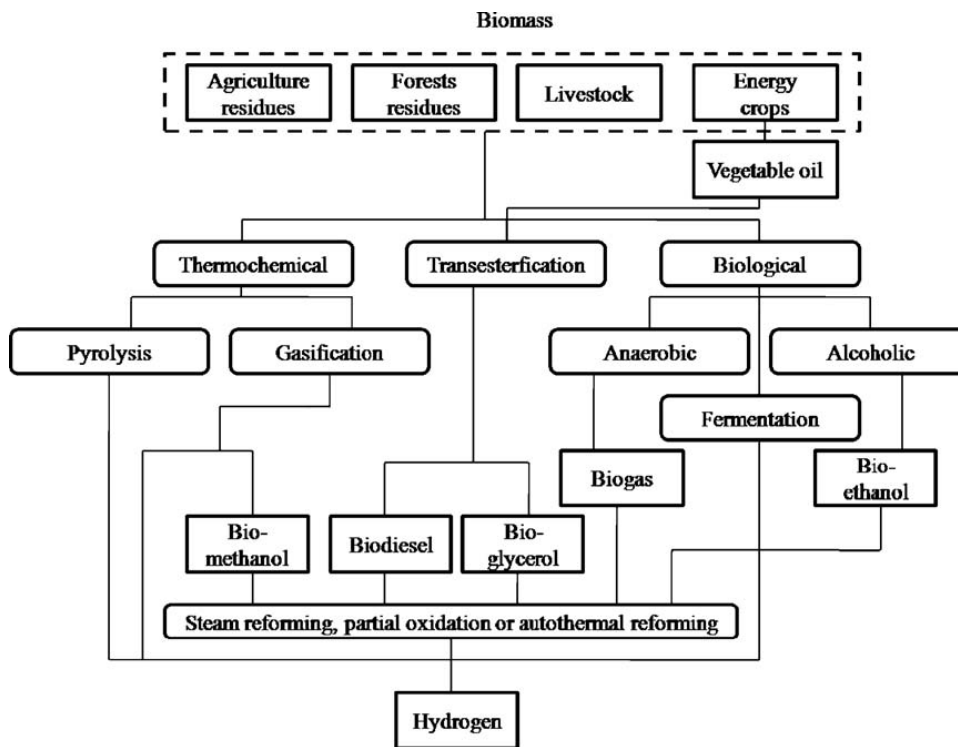 Biomass
Agriculture
residues
Forests
residues
Livestock
Energy
crops
Vegetable oil
Thermochemical
Transesterfication
Biological
Pyrolysis
Gasification
Anaerobic
Alcoholic
Fermentation
Biogas
Bio-
ethanol
Bio-
methanol
Biodiesel
Bio-
glycerol
Steam reforming, partial oxidation or autothermal reforming
Hydrogen